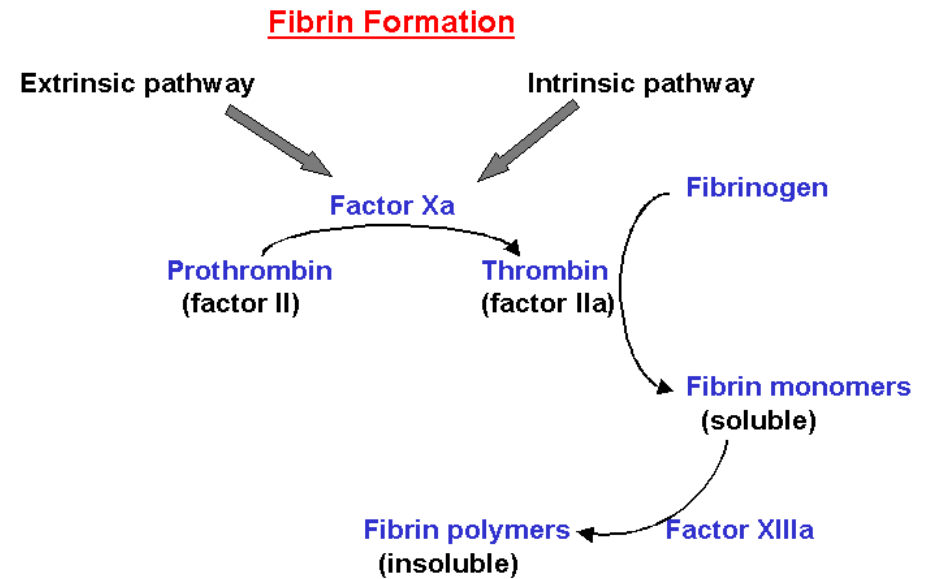 Fibrin Formation
Extrinsic pathway
Intrinsic pathway
Factor Xa
Fibrinogen
Prothrombin
(factor II)
Thrombin
(factor IIa)
Fibrin monomers
(soluble)
Fibrin polymers
(insoluble)
Factor XIIIa